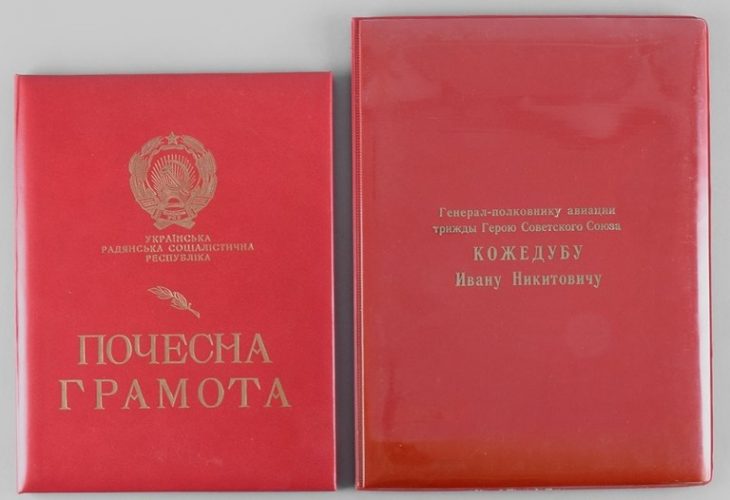 УКРАЇНСЬКА
РАДЯНСЬКА СОЦІАЛІСТИЧНА
РЕСПУБЛІКА
ПОЧЕСНА
ГРАМОТА
Генерал-полковнику авиации
трижды Герою Советского Союза
КОЖЕДУБУ
Ивану Никитовичу